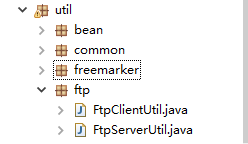 util
bean
common
freemarker
ftp
FtpClientUtil.java
FtpServerUtil.java